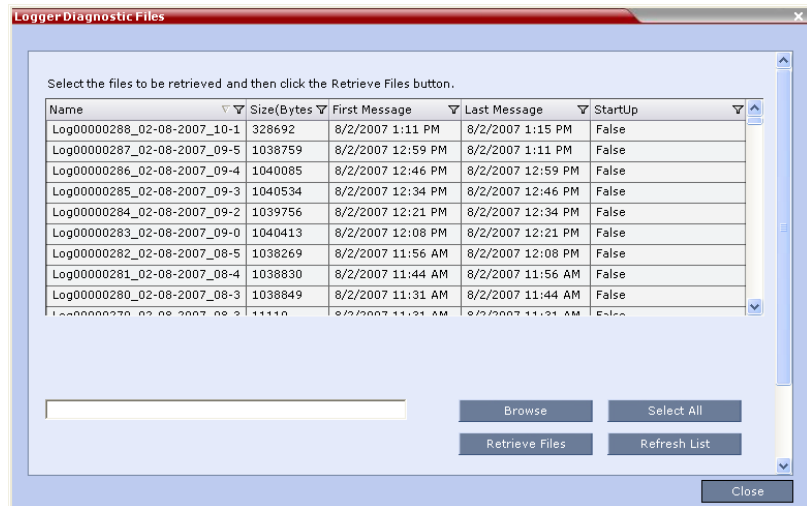 Logger Diagnostic Files
Select the files to be retrieved and then click the Retrieve Files button.
Name Size(Bytes First Message Last Message StartUp
Log00000288_02-08-2007_10-1 328692 8/2/2007 1:11 PM 8/2/2007 1:15 PM False
Log00000287_02-08-2007_09-5 1038759 8/2/2007 12:59 PM 8/2/2007 1:11 PM False
Log00000286_02-08-2007_09-4 1040085 8/2/2007 12:46 PM 8/2/2007 12:59 PM False
Log00000285_02-08-2007_09-3 1040534 8/2/2007 12:34 PM 8/2/2007 12:46 PM False
Log00000284_02-08-2007_09-2 1039756 8/2/2007 12:21 PM 8/2/2007 12:34 PM False
Log00000283_02-08-2007_09-0 1040413 8/2/2007 12:08 PM 8/2/2007 12:21 PM False
Log00000282_02-08-2007_08-5 1038269 8/2/2007 11:56 AM 8/2/2007 12:08 PM False
Log00000281_02-08-2007_08-4 1038830 8/2/2007 11:44 AM 8/2/2007 11:56 AM False
Log00000280_02-08-2007_08-3 1038849 8/2/2007 11:31 AM 8/2/2007 11:44 AM False
8/2/2007 11:31 AM False
Browse Select All
Retrieve Files Refresh List
Close